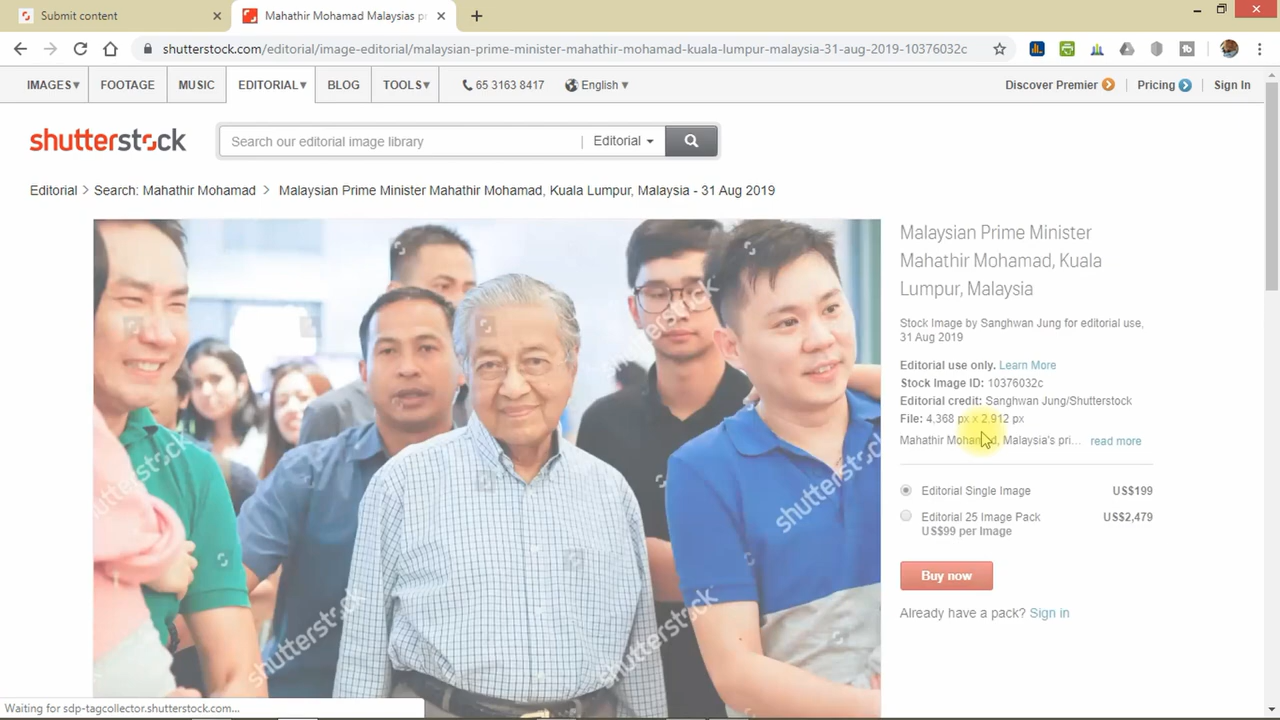 Submit content
Mahathir Mohamad Malaysias pr
shutterstock.com/editorial/image-editorial/malaysian-prime-minister-mahathir-mohamad-kuala-lumpur-malaysia-31-aug-2019-10376032c
IMAGES▾ FOOTAGE MUSIC EDITORIAL▾ BLOG TOOLS▾ 65 3163 8417 English ▾ Discover Premier Pricing Sign In
shutterstock Search our editorial image library Editorial
Editorial > Search: Mahathir Mohamad > Malaysian Prime Minister Mahathir Mohamad, Kuala Lumpur, Malaysia - 31 Aug 2019
Malaysian Prime Minister
Mahathir Mohamad, Kuala
Lumpur, Malaysia
Stock Image by Sanghwan Jung for editorial use,
31 Aug 2019
Editorial use only. Learn More
Stock Image ID: 10376032c
Editorial credit: Sanghwan Jung/Shutterstock
File: 4.368 px x 2.912 px
Mahathir Mohamad, Malaysia's pri... read more
Editorial Single Image US$199
Editorial 25 Image Pack US$2,479
US$99 per Image
Buy now
Already have a pack? Sign in
shutterstock
shutterstock
shutterstock
shutterstock
shutterstock
Waiting for sdp-tagcollector.shutterstock.com...